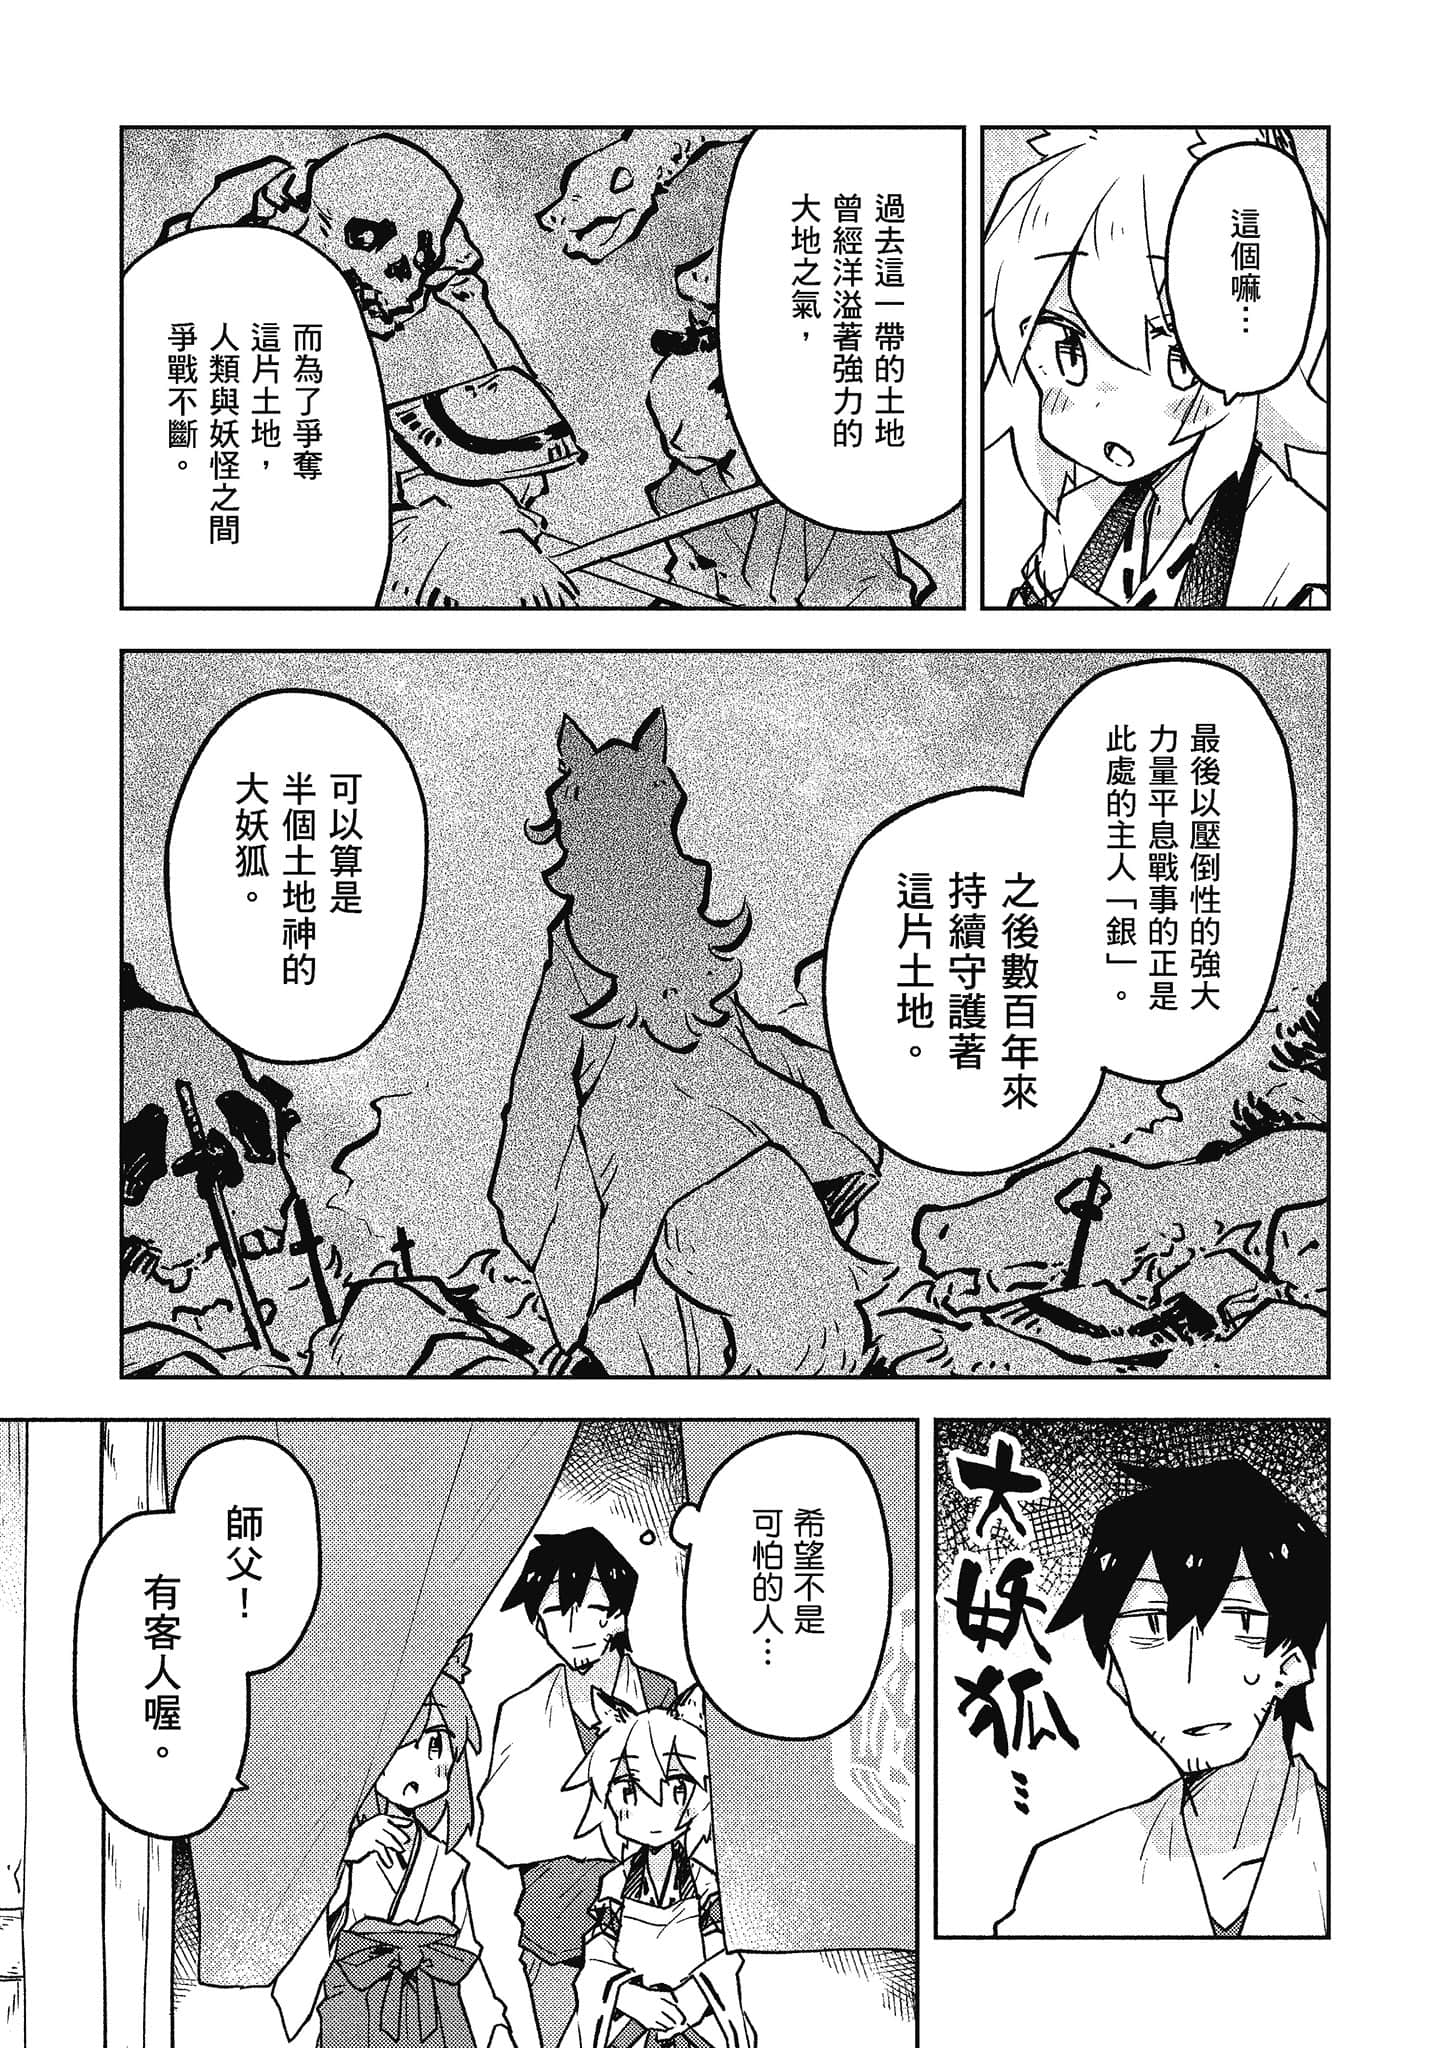 這個嘛⋯
過去這一帶的土地
曾經洋溢著強力的
大地之氣，
而為了爭奪
這片土地，
人類與妖怪之間
爭戰不斷。
最後以壓倒性的強大
力量平息戰事的正是
此處的主人「銀」。
之後數百年來
持續守護著
這片土地。
可以算是
半個土地神的
大妖狐。
大妖狐⋯
希望不是
可怕的人⋯
師父！
有客人喔。